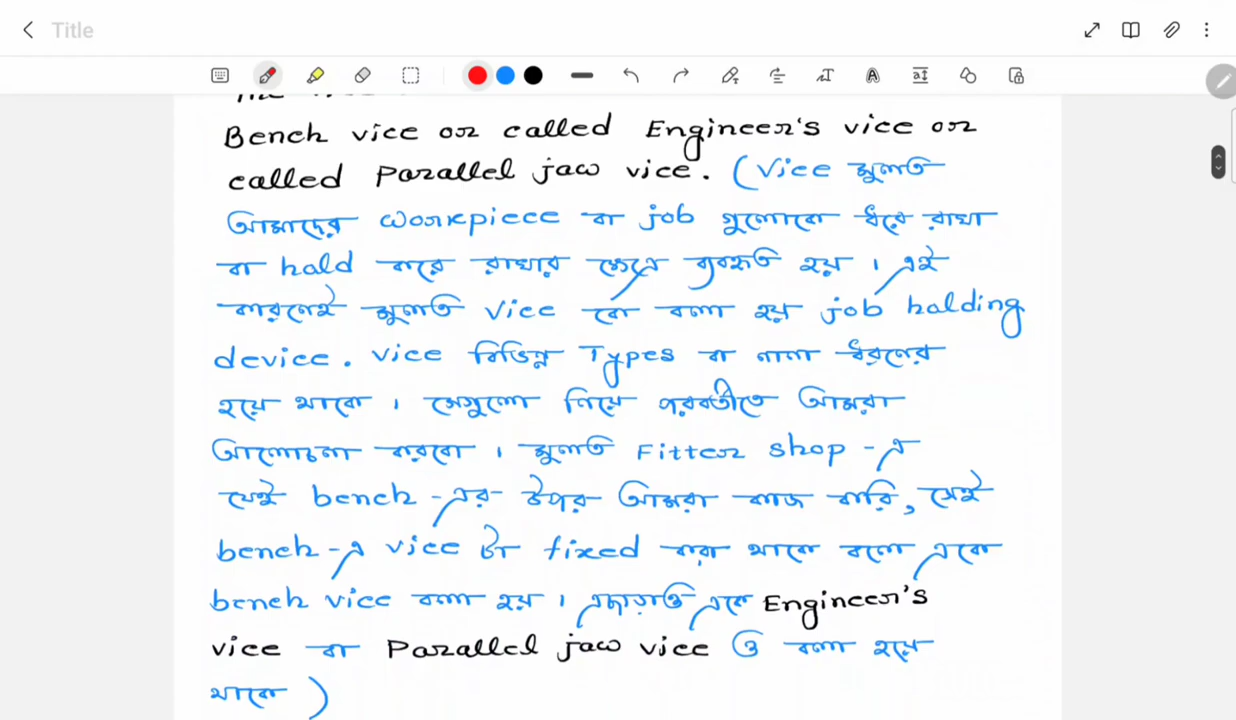 Title
Bench vice or called Engineer's vice or
called Parallel jaw vice. (Vice মূলত
আমাদের workpiece বা job গুলোকে ধরে রাখা
বা hold করে রাখার ক্ষেত্রে ব্যবহৃত হয়। এই
কারণেই মূলত vice কে বলা হয় job holding
device. vice বিভিন্ন Types বা নানা ধরনের
হয়ে থাকে। সেগুলো নিয়ে পরবর্তীতে আমরা
আলোচনা করবো। মূলত Fitter shop-এ
যেই bench-এর উপর আমরা কাজ করি, সেই
bench-এ vice টা fixed করা থাকে বলে একে
bench vice বলা হয়। এছাড়াও একে Engineer's
vice বা Parallel jaw vice ও বলা হয়ে
থাকে)